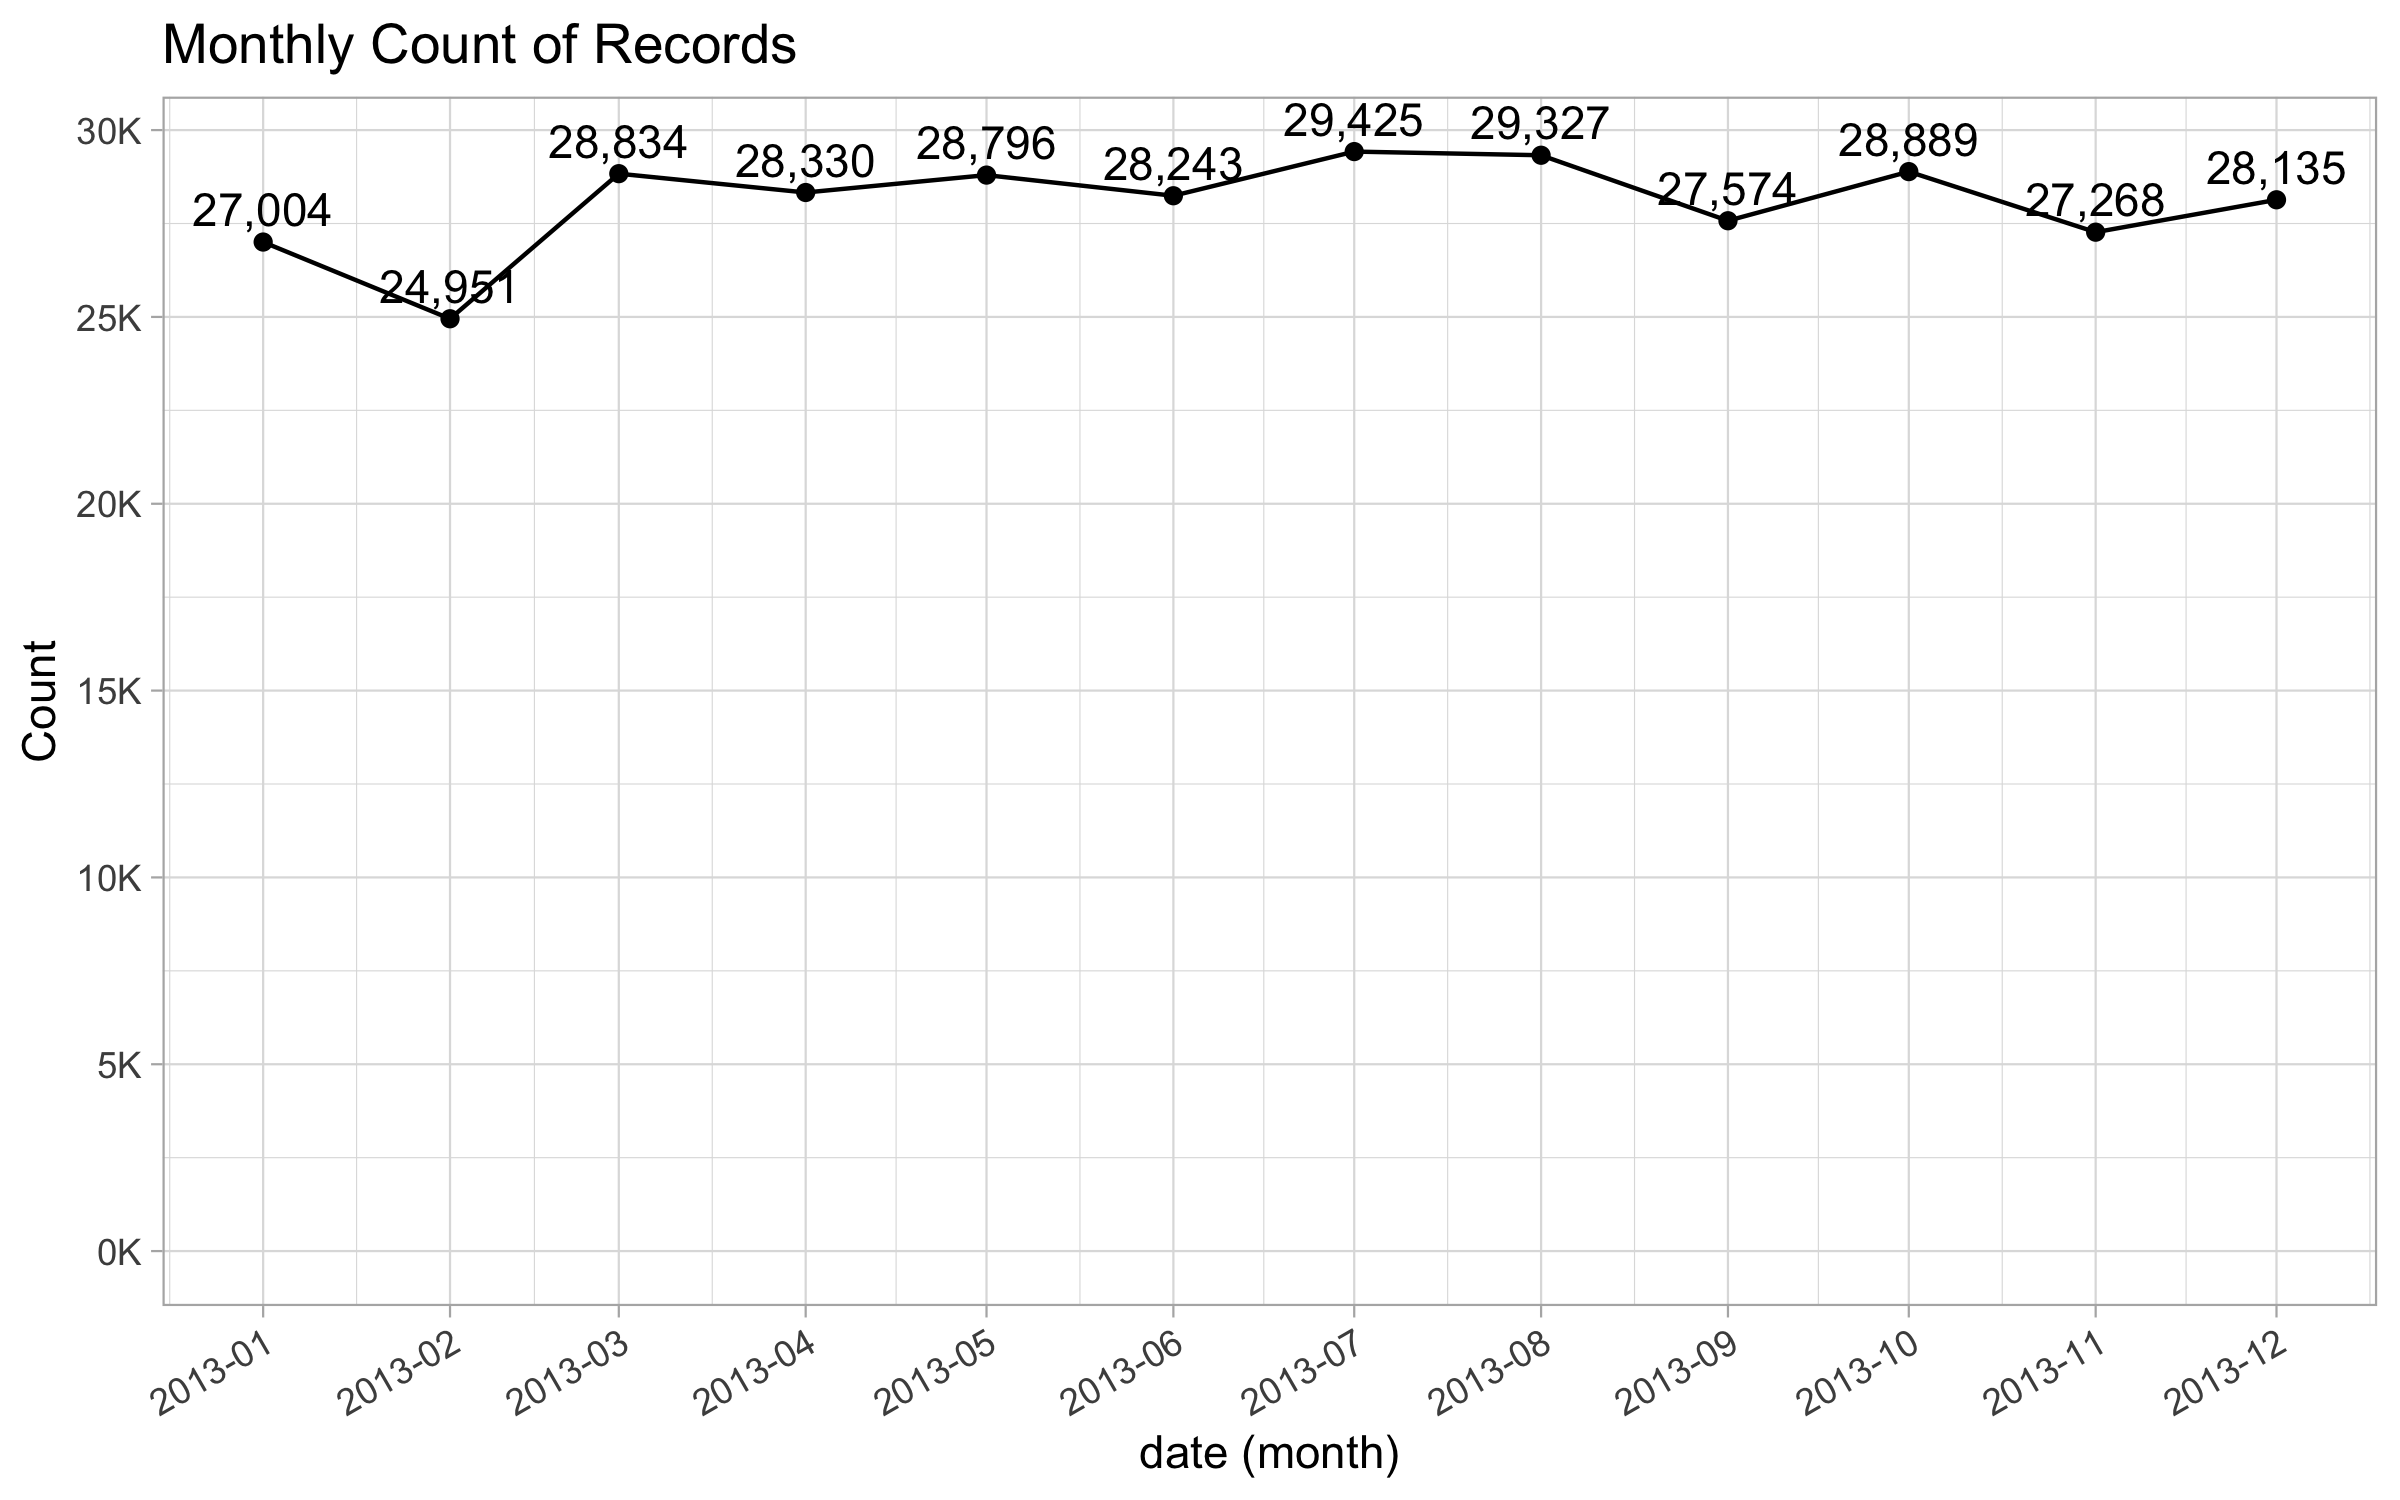 Monthly Count of Records
30K
25K
20K
15K
10K
5K
0K
Count
27,004
24,951
28,834
28,330
28,796
28,243
29,425
29,327
27,574
28,889
27,268
28,135
2013-01
2013-02
2013-03
2013-04
2013-05
2013-06
2013-07
2013-08
2013-09
2013-10
2013-11
2013-12
date (month)